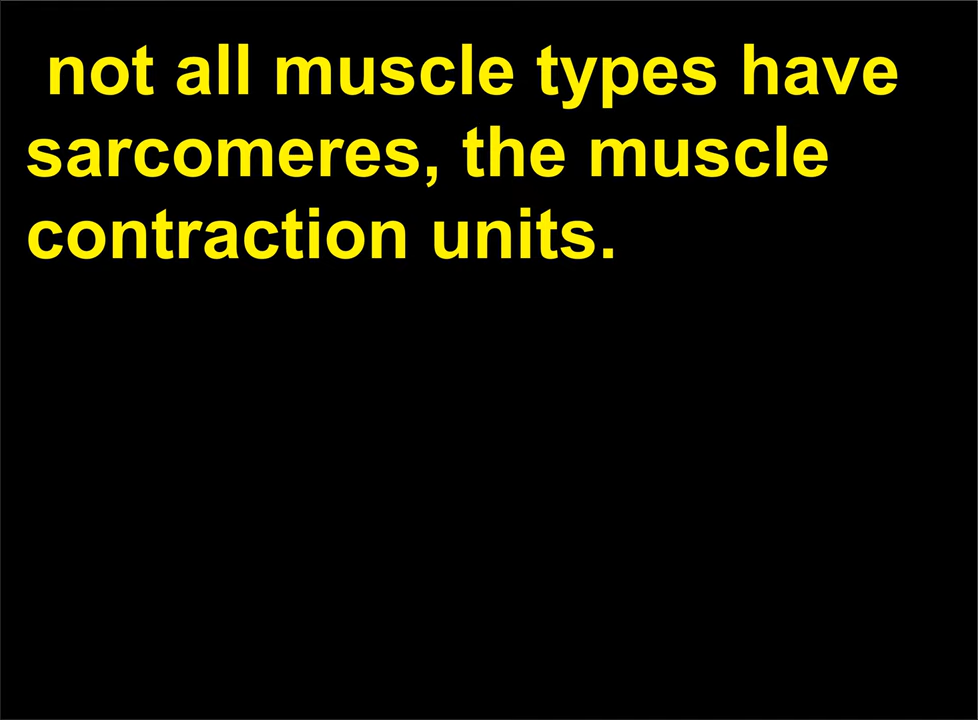 not all muscle types have
sarcomeres, the muscle
contraction units.